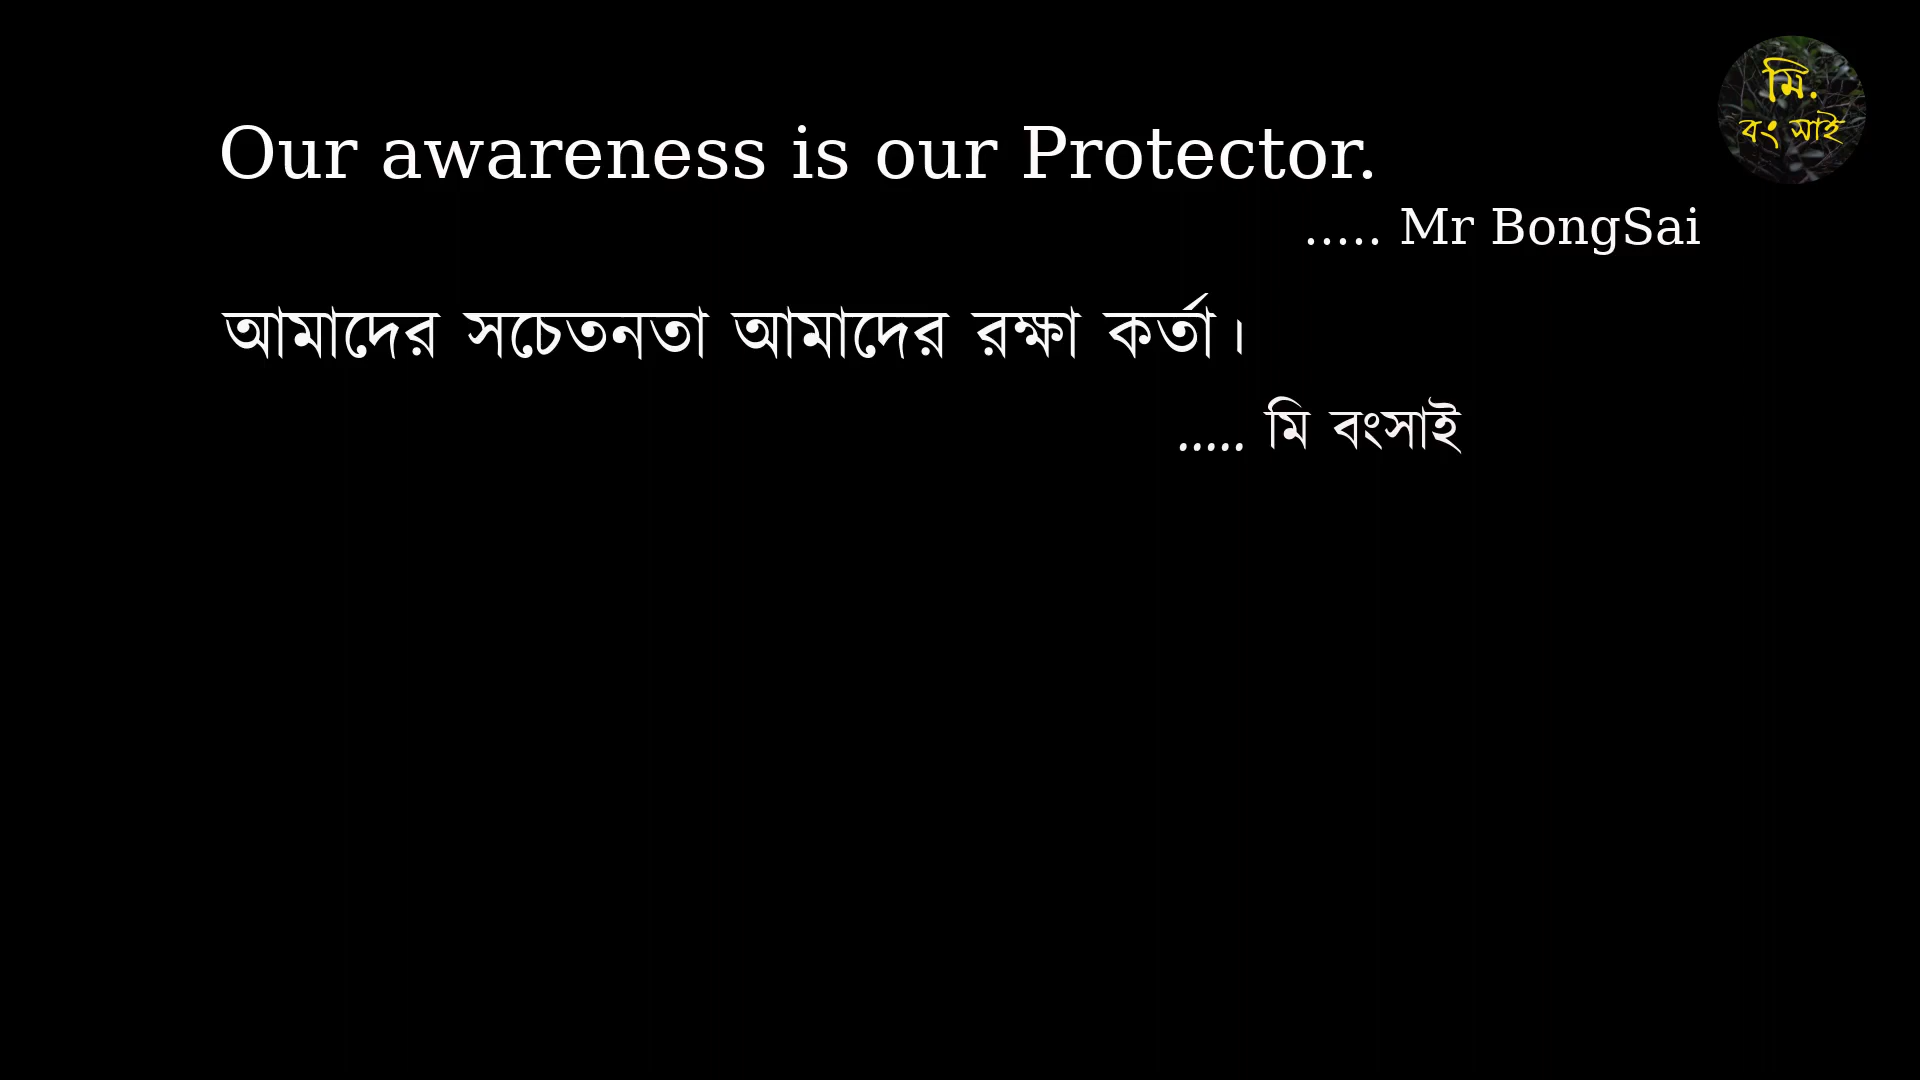 মি.
বং সাই
Our awareness is our Protector.
..... Mr BongSai
আমাদের সচেতনতা আমাদের রক্ষা কর্তা।
..... মি বংসাই